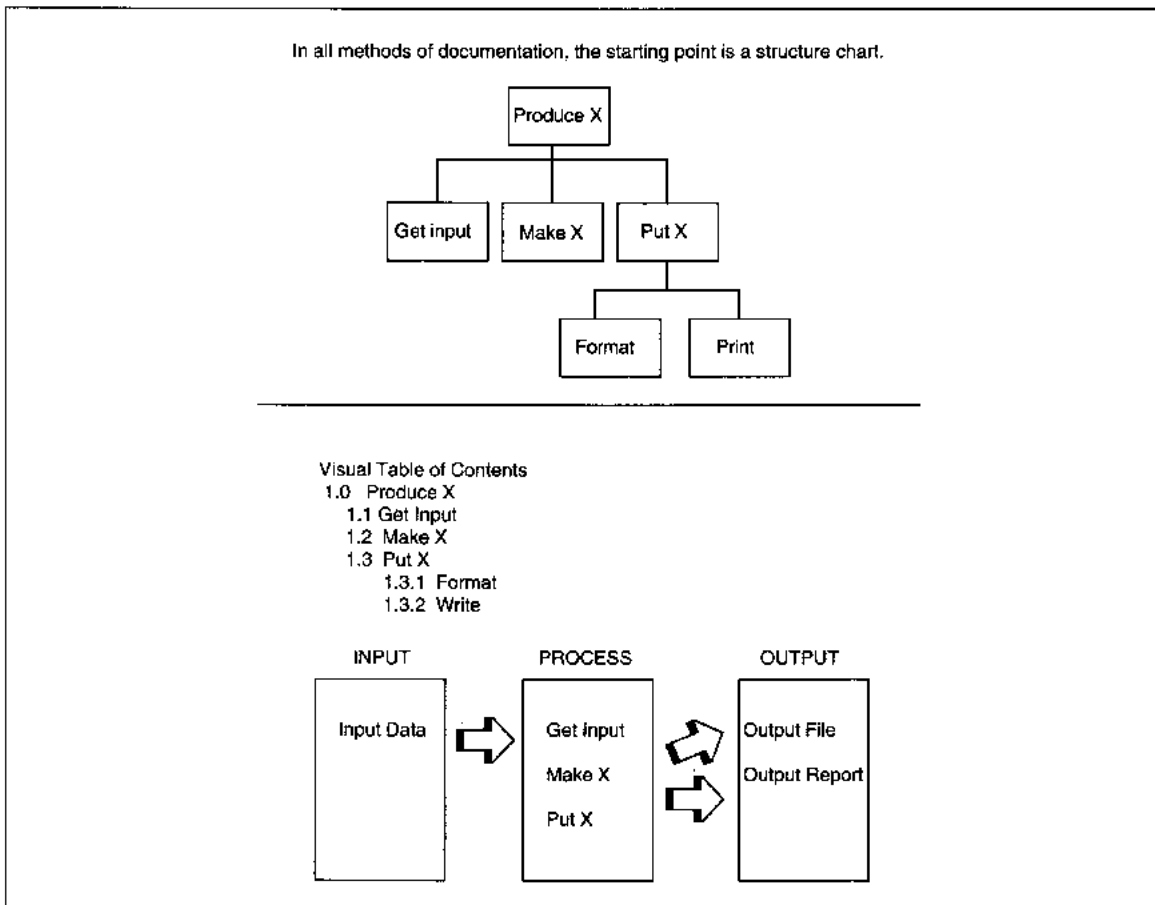 In all methods of documentation, the starting point is a structure chart.
Produce X
Get input
Make X
Put X
Format
Print
Visual Table of Contents
1.0 Produce X
1.1 Get Input
1.2 Make X
1.3 Put X
1.3.1 Format
1.3.2 Write
INPUT
PROCESS
OUTPUT
Input Data
Get Input
Output File
Make X
Output Report
Put X